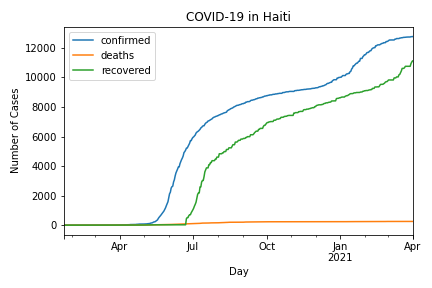 COVID-19 in Haiti
confirmed
deaths
recovered
Number of Cases
12000
10000
8000
6000
4000
2000
0
Apr Jul Oct Jan Apr
2021
Day